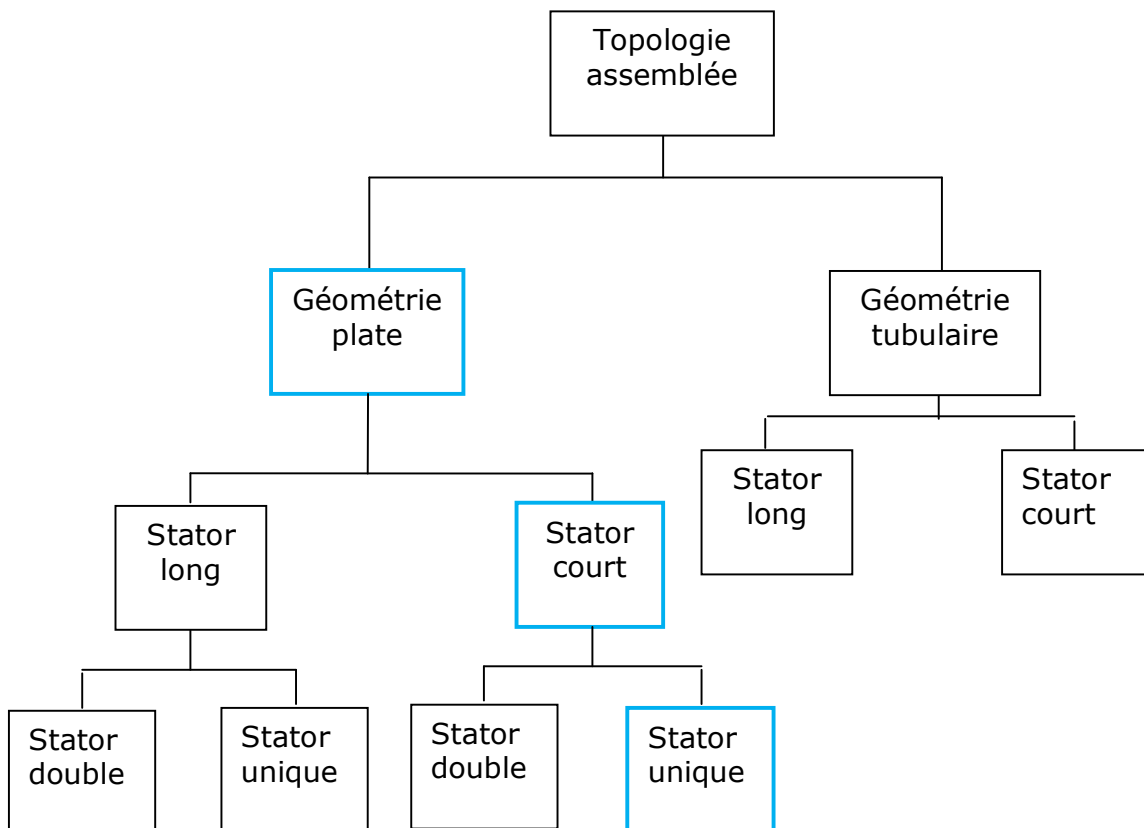 Topologie
assemblée
Géométrie
plate
Géométrie
tubulaire
Stator
long
Stator
court
Stator
long
Stator
court
Stator
double
Stator
unique
Stator
double
Stator
unique